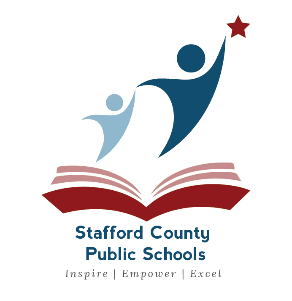 Stafford County
Public Schools
Inspire | Empower | Excel